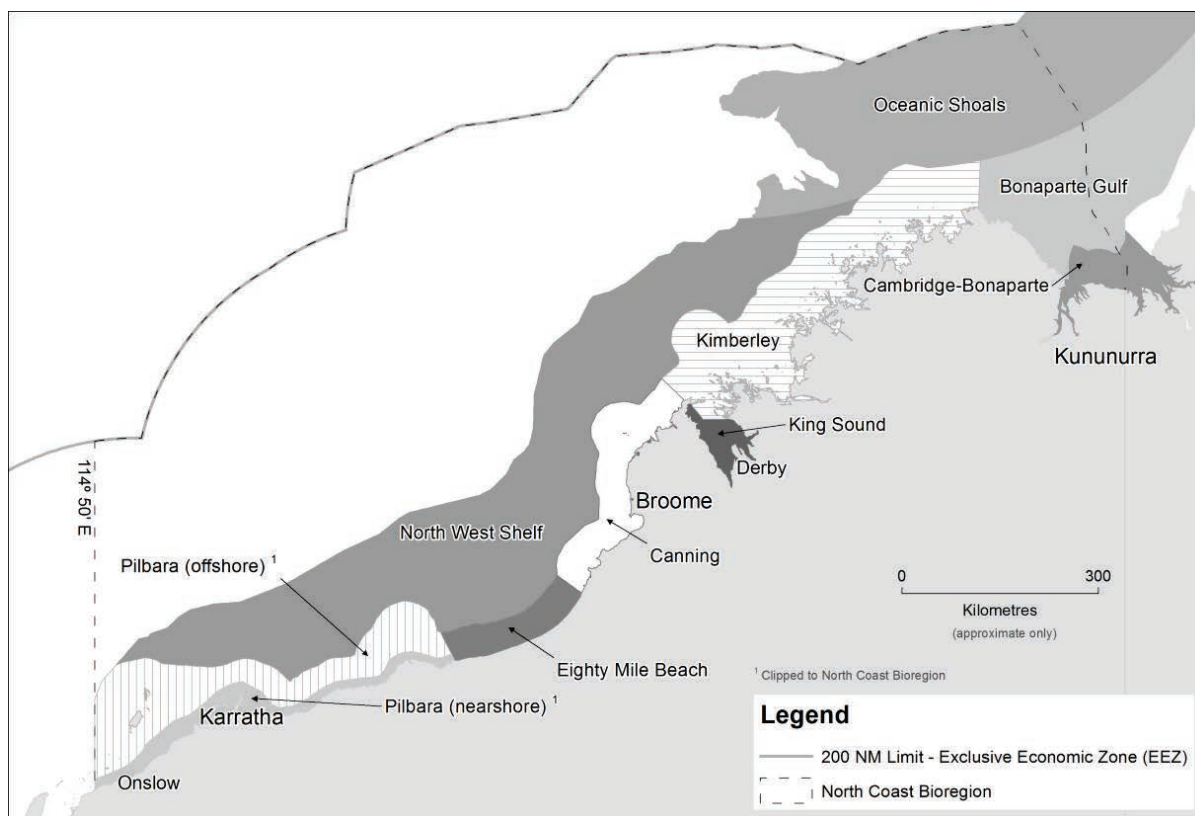 Oceanic Shoals
Bonaparte Gulf
Cambridge-Bonaparte
Kimberley
Kununurra
King Sound
Derby
114º 50' E
Broome
North West Shelf
Canning
Pilbara (offshore) 1
0 300
Kilometres
(approximate only)
Eighty Mile Beach
1 Clipped to North Coast Bioregion
Pilbara (nearshore) 1
Karratha
Legend
200 NM Limit - Exclusive Economic Zone (EEZ)
Onslow
North Coast Bioregion